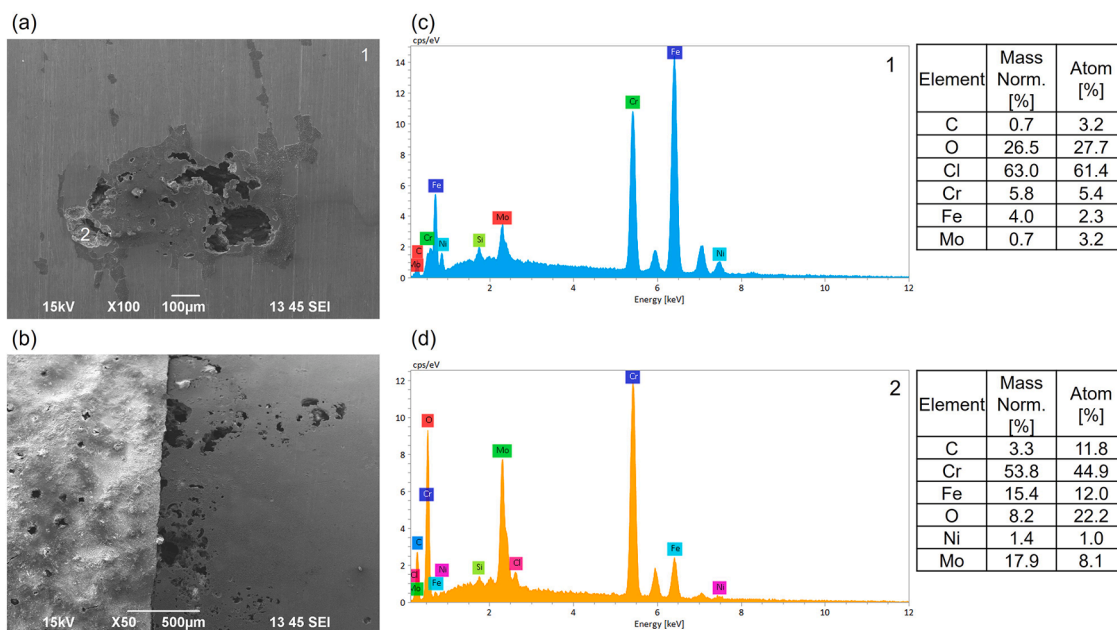 (a)
1
2
15kV X100 100μm 13 45 SEI
(b)
15kV X50 500μm 13 45 SEI
(c)
cps/eV
1
14
12
10
8
6
4
2
0
Fe
Cr
Fe
Mo
Cr
Ni
Si
C
Mo
Ni
2 4 6 8 10 12
Energy [keV]
Element Mass Norm. [%] Atom [%]
C 0.7 3.2
O 26.5 27.7
Cl 63.0 61.4
Cr 5.8 5.4
Fe 4.0 2.3
Mo 0.7 3.2
(d)
cps/eV
2
12
10
8
6
4
2
0
Cr
O
Mo
Cr
C
Cl
Ni
Fe
Mo
Si
Cl
Fe
Ni
2 4 6 8 10 12
Energy [keV]
Element Mass Norm. [%] Atom [%]
C 3.3 11.8
Cr 53.8 44.9
Fe 15.4 12.0
O 8.2 22.2
Ni 1.4 1.0
Mo 17.9 8.1